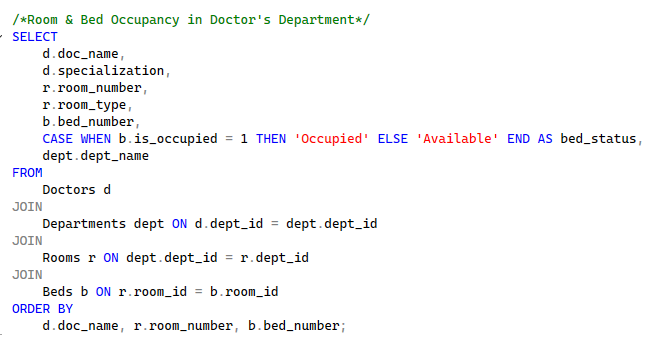 /*Room & Bed Occupancy in Doctor's Department*/
SELECT
    d.doc_name,
    d.specialization,
    r.room_number,
    r.room_type,
    b.bed_number,
    CASE WHEN b.is_occupied = 1 THEN 'Occupied' ELSE 'Available' END AS bed_status,
    dept.dept_name
FROM
    Doctors d
JOIN
    Departments dept ON d.dept_id = dept.dept_id
JOIN
    Rooms r ON dept.dept_id = r.dept_id
JOIN
    Beds b ON r.room_id = b.room_id
ORDER BY
    d.doc_name, r.room_number, b.bed_number;